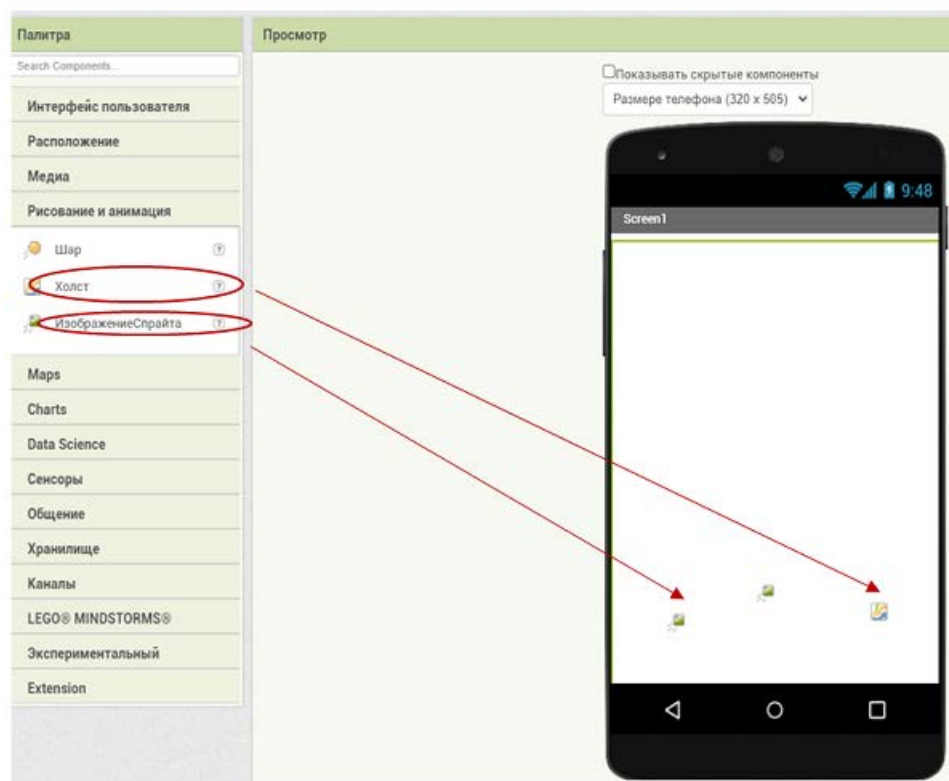 Палитра
Search Components...
Интерфейс пользователя
Расположение
Медиа
Рисование и анимация
Шар ?
Холст ?
ИзображениеСпрайта ?
Maps
Charts
Data Science
Сенсоры
Общение
Хранилище
Каналы
LEGO® MINDSTORMS®
Экспериментальный
Extension
Просмотр
Показывать скрытые компоненты
Размере телефона (320 x 505)
9:48
Screen1